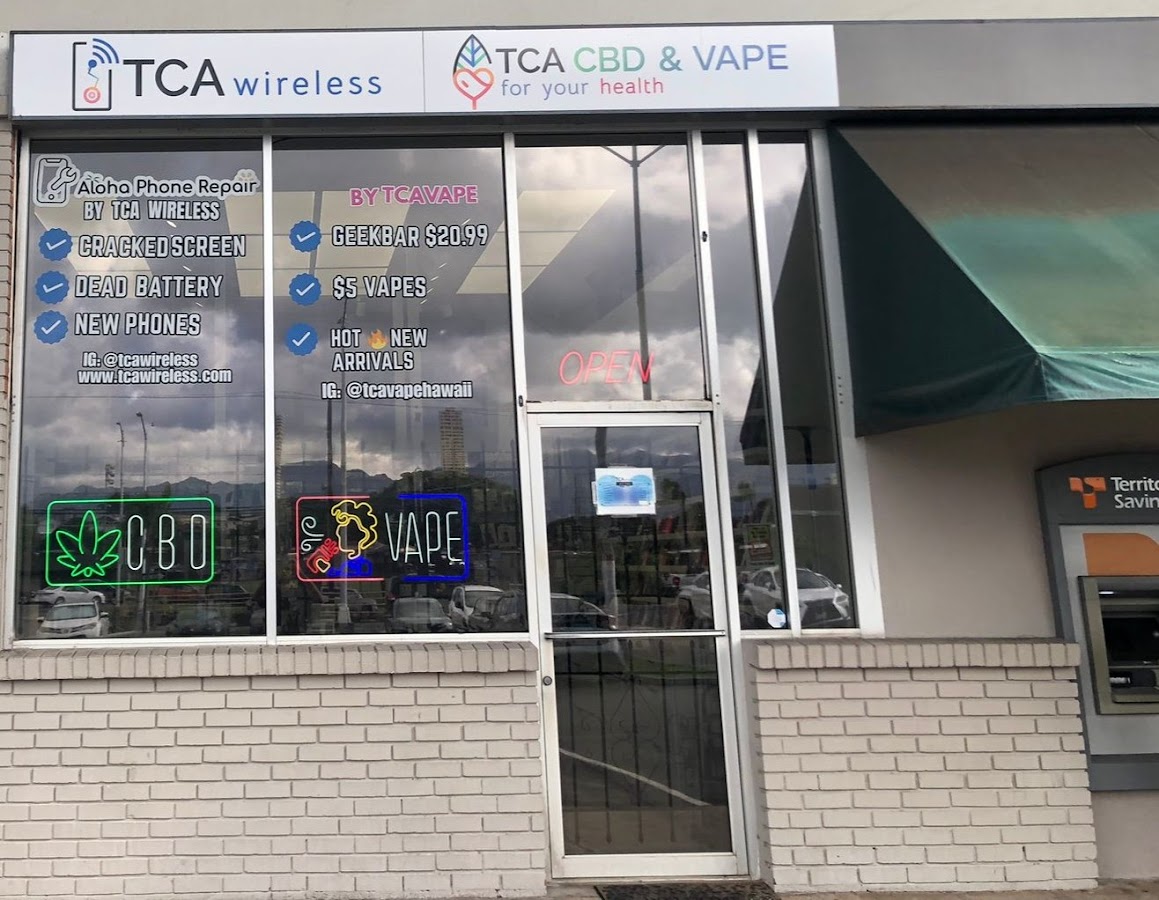 TCA wireless
TCA CBD & VAPE
for your health
Aloha Phone Repair
BY TCA WIRELESS
CRACKED SCREEN
DEAD BATTERY
NEW PHONES
IG: @tcawireless
www.tcawireless.com
BY TCAVAPE
GEEKBAR $20.99
$5 VAPES
HOT 🔥 NEW
ARRIVALS
IG: @tcavapehawaii
OPEN
CBD
VAPE
Territo
Savin